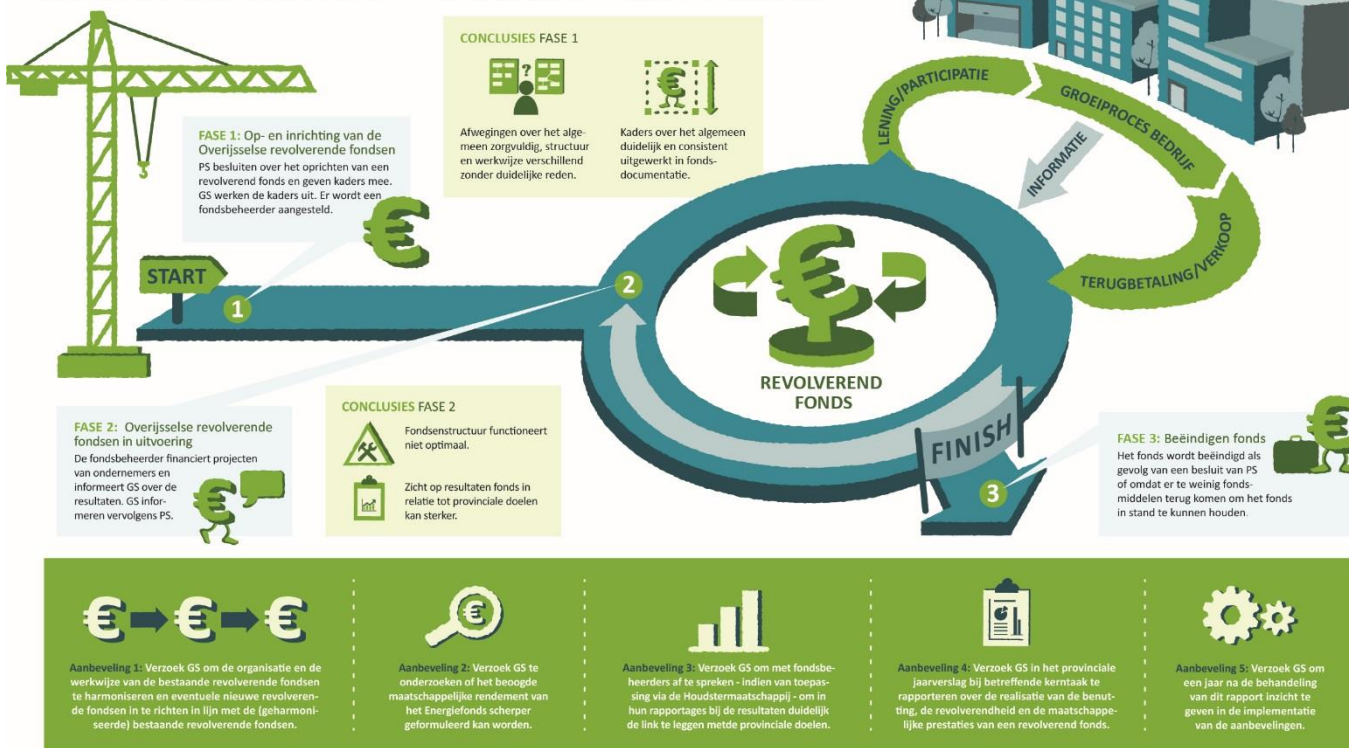 CONCLUSIES FASE 1
Afwegingen over het alge-
meen zorgvuldig, structuur
en werkwijze verschillend
zonder duidelijke reden.
Kaders over het algemeen
duidelijk en consistent
uitgewerkt in fonds-
documentatie.
FASE 1: Op- en inrichting van de
Overijsselse revolverende fondsen
PS besluiten over het oprichten van een
revolverend fonds en geven kaders mee.
GS werken de kaders uit. Er wordt een
fondsbeheerder aangesteld.
LENING/PARTICIPATIE
GROEIPROCES BEDRIJF
INFORMATIE
TERUGBETALING/VERKOOP
START
1
2
REVOLVEREND
FONDS
FASE 2: Overijsselse revolverende
fondsen in uitvoering
De fondsbeheerder financiert projecten
van ondernemers en
informeert GS over de
resultaten. GS infor-
meren vervolgens PS.
CONCLUSIES FASE 2
Fondsenstructuur functioneert
niet optimaal.
Zicht op resultaten fonds in
relatie tot provinciale doelen
kan sterker.
FINISH
3
FASE 3: Beëindigen fonds
Het fonds wordt beëindigd als
gevolg van een besluit van PS
of omdat er te weinig fonds-
middelen terug komen om het fonds
in stand te kunnen houden.
Aanbeveling 1: Verzoek GS om de organisatie en de
werkwijze van de bestaande revolverende fondsen
te harmoniseren en eventuele nieuwe revolveren-
de fondsen in te richten in lijn met de (geharmoni-
seerde) bestaande revolverende fondsen.
Aanbeveling 2: Verzoek GS te
onderzoeken of het beoogde
maatschappelijke rendement van
het Energiefonds scherper
geformuleerd kan worden.
Aanbeveling 3: Verzoek GS om met fondsbe-
heerders af te spreken - indien van toepas-
sing via de Houdstermaatschappij - om in
hun rapportages bij de resultaten duidelijk
de link te leggen metde provinciale doelen.
Aanbeveling 4: Verzoek GS in het provinciale
jaarverslag bij betreffende kerntaak te
rapporteren over de realisatie van de benut-
ting, de revolverendheid en de maatschappe-
lijke prestaties van een revolverend fonds.
Aanbeveling 5: Verzoek GS om
een jaar na de behandeling
van dit rapport inzicht te
geven in de implementatie
van de aanbevelingen.